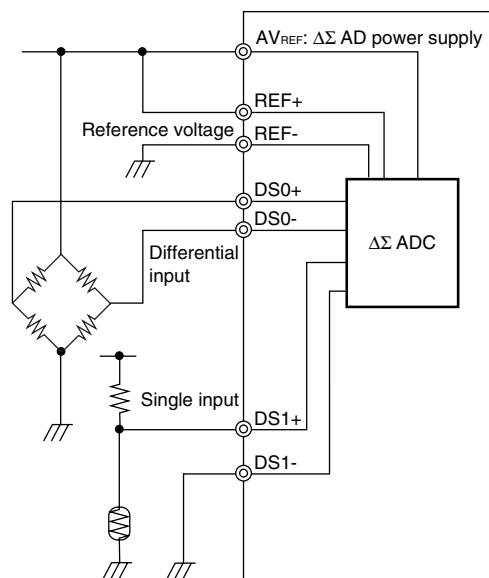 AVREF: ΔΣ AD power supply
REF+
Reference voltage
REF-
DS0+
DS0-
Differential
input
ΔΣ ADC
Single input
DS1+
DS1-